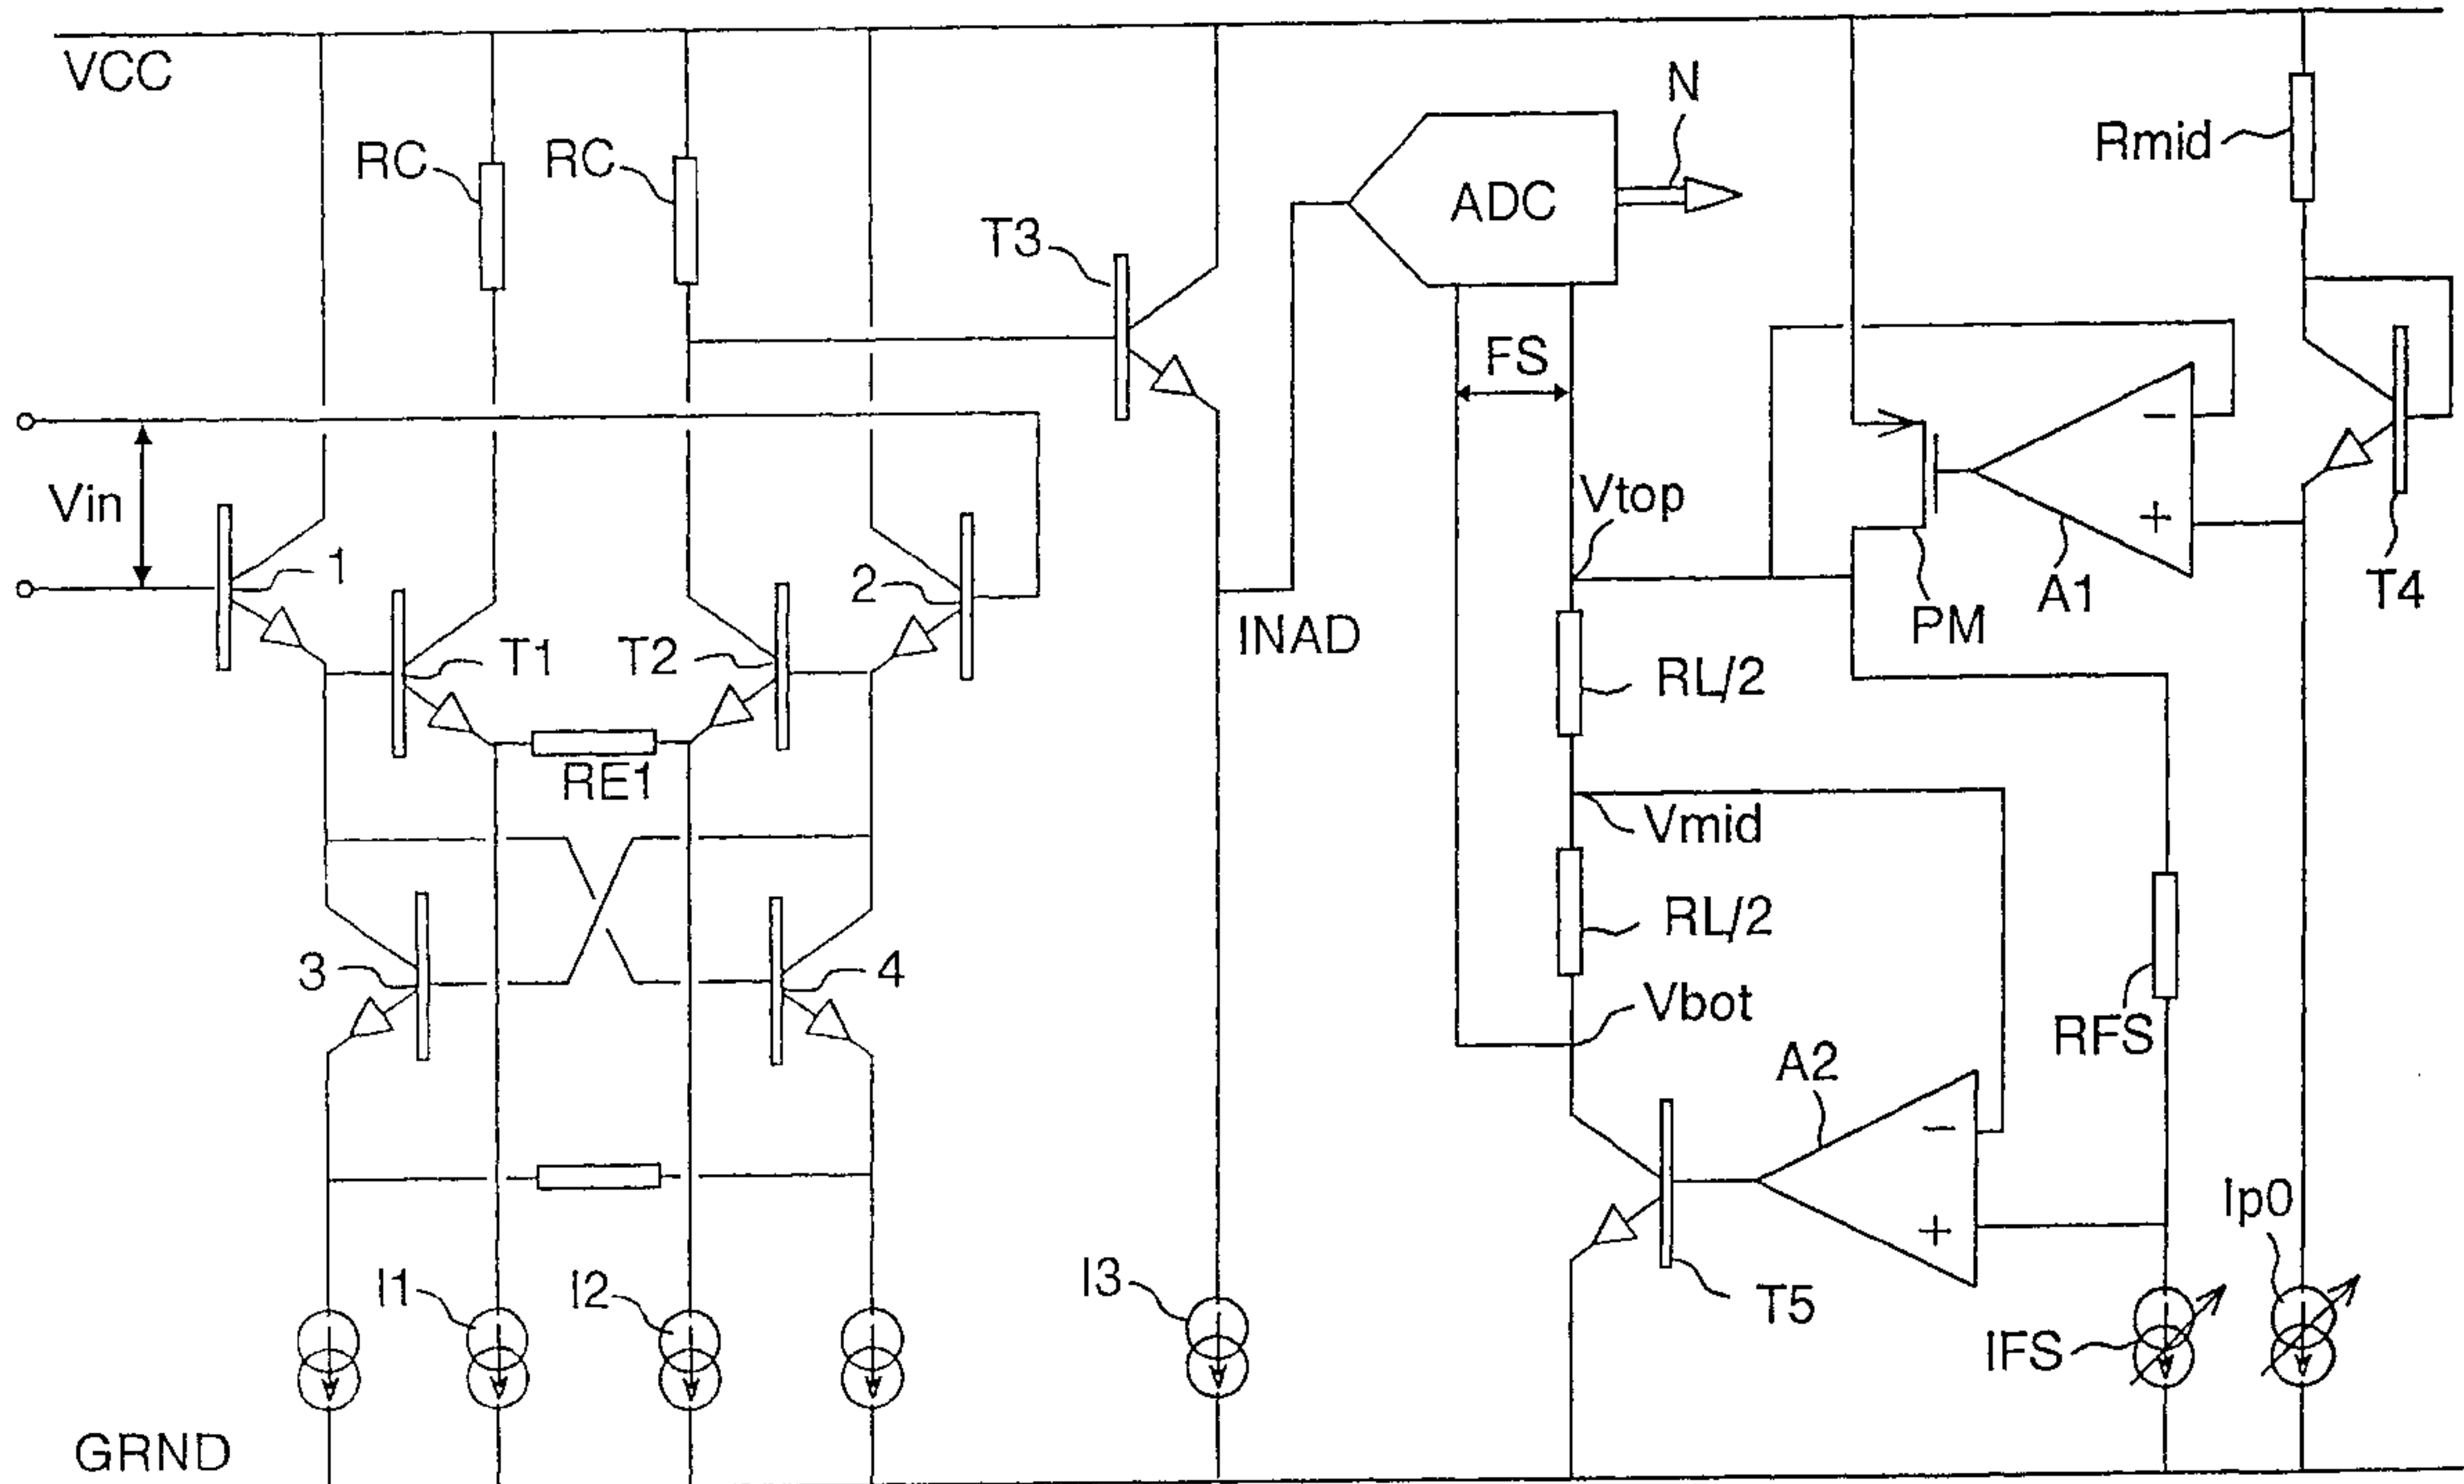 VCC
N
RC
RC
Rmid
ADC
T3
FS
−
Vin
Vtop
+
1
2
A1
T4
PM
INAD
T1
T2
RL/2
RE1
Vmid
RL/2
3
4
Vbot
RFS
A2
−
Ip0
+
I1
I2
I3
T5
IFS
GRND